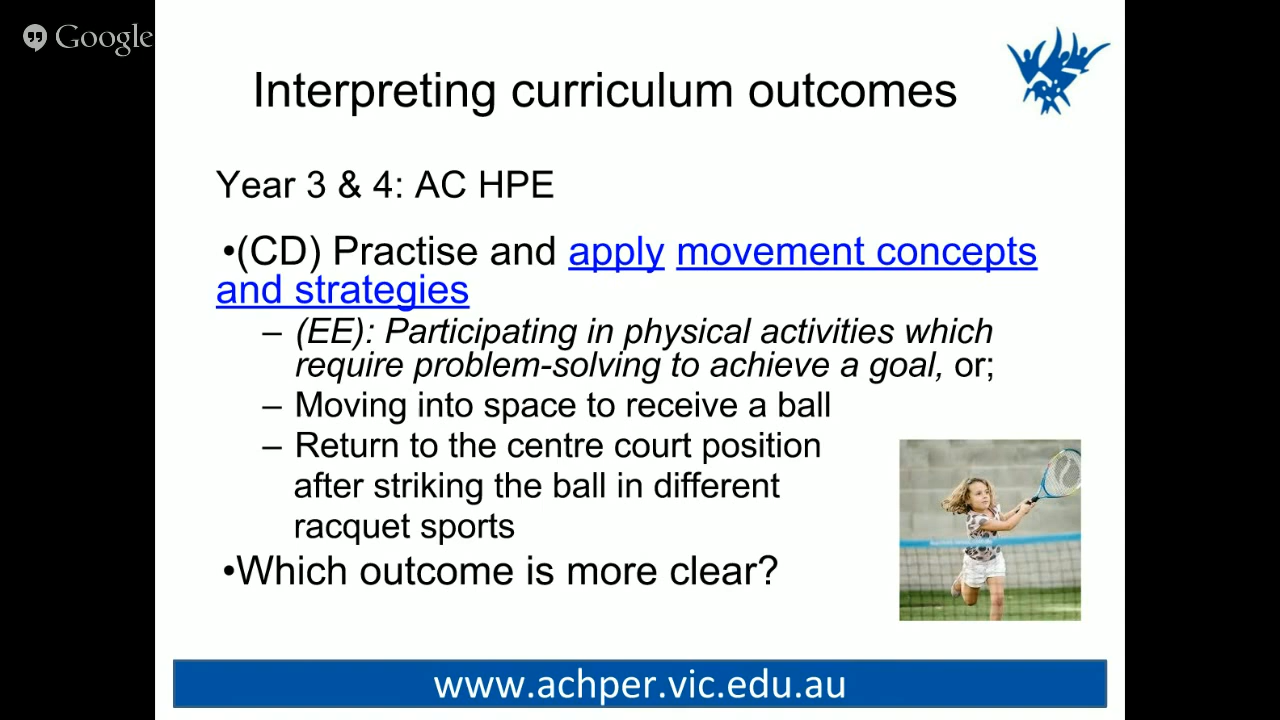 Google
Interpreting curriculum outcomes
Year 3 & 4: AC HPE
•(CD) Practise and apply movement concepts
and strategies
– (EE): Participating in physical activities which
require problem-solving to achieve a goal, or;
– Moving into space to receive a ball
– Return to the centre court position
after striking the ball in different
racquet sports
•Which outcome is more clear?
www.achper.vic.edu.au